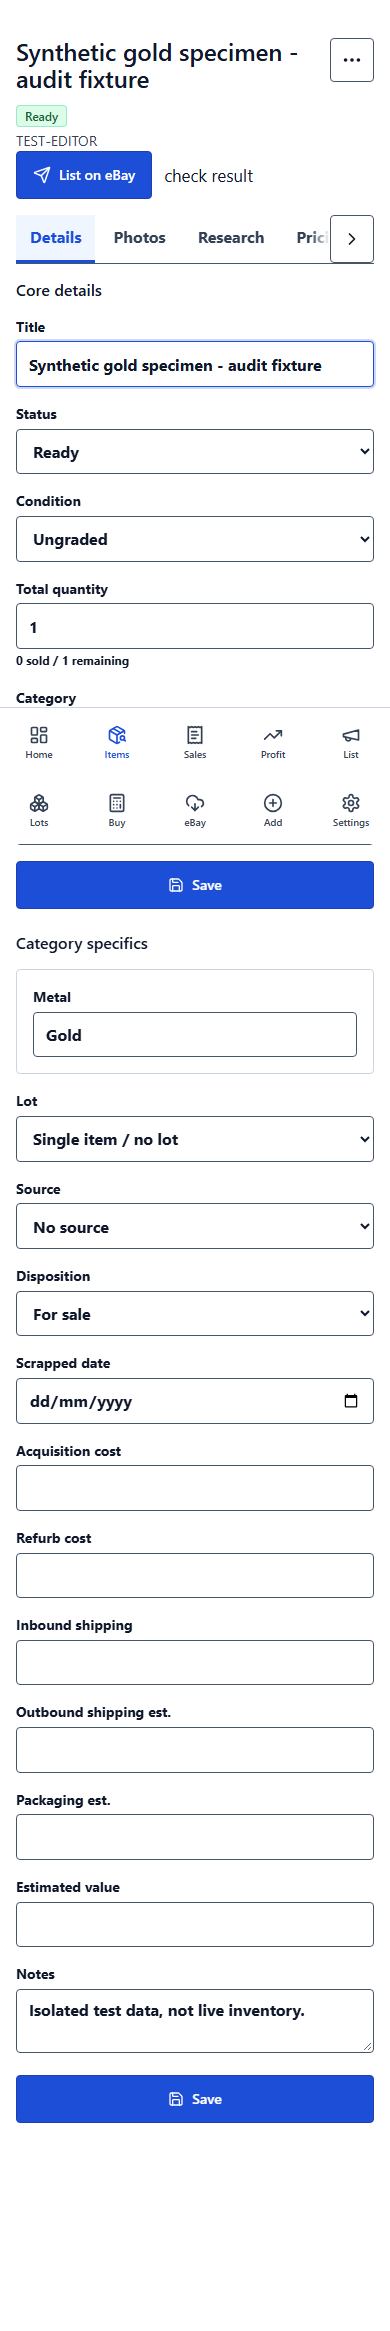 Synthetic gold specimen -
audit fixture
Ready
TEST-EDITOR
List on eBay
check result
Details
Photos
Research
Core details
Title
Synthetic gold specimen - audit fixture
Status
Ready
Condition
Ungraded
Total quantity
1
0 sold / 1 remaining
Category
Home
Items
Sales
Profit
List
Lots
Buy
eBay
Add
Settings
Save
Category specifics
Metal
Gold
Lot
Single item / no lot
Source
No source
Disposition
For sale
Scrapped date
dd/mm/yyyy
Acquisition cost
Refurb cost
Inbound shipping
Outbound shipping est.
Packaging est.
Estimated value
Notes
Isolated test data, not live inventory.
Save